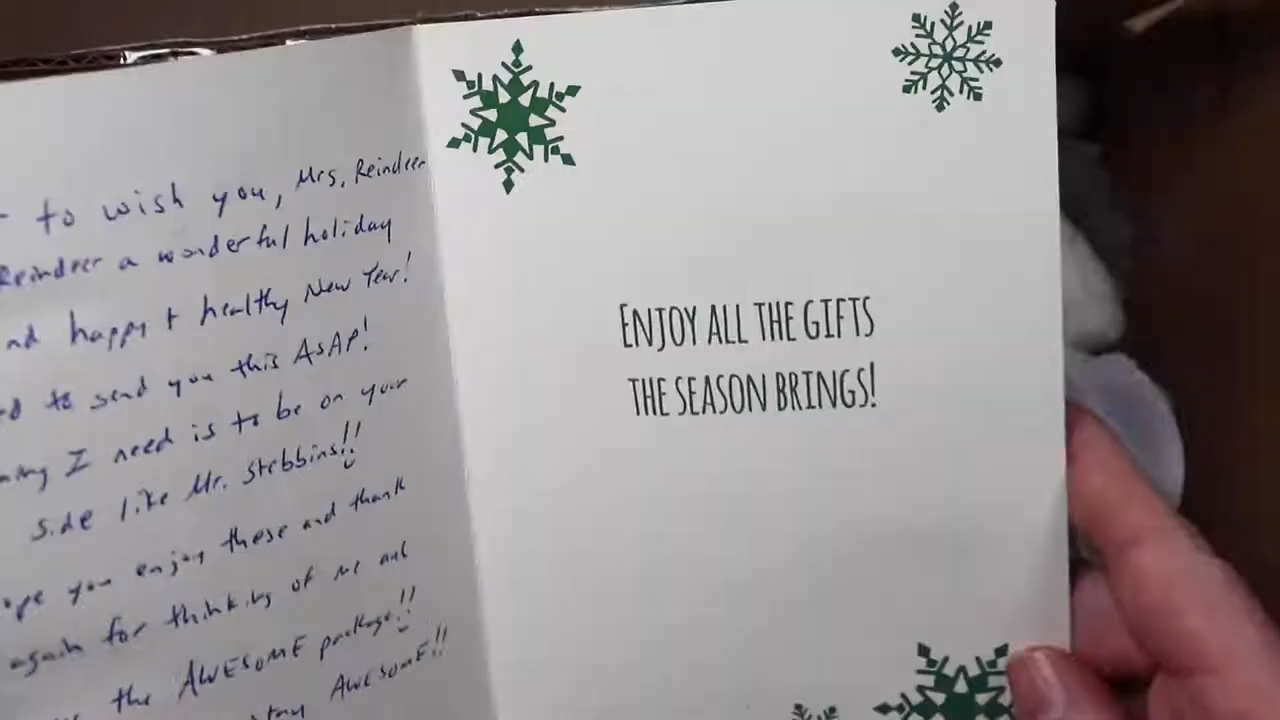 to wish you, Mrs. Reindeer
Reindeer a wonderful holiday
happy + healthy New Year!
to send you this ASAP!
I need is to be on your
side like Mr. Stebbins!!
you enjoy these and thank
again for thinking of me and
the AWESOME package!!
AWESOME!!
ENJOY ALL THE GIFTS
THE SEASON BRINGS!